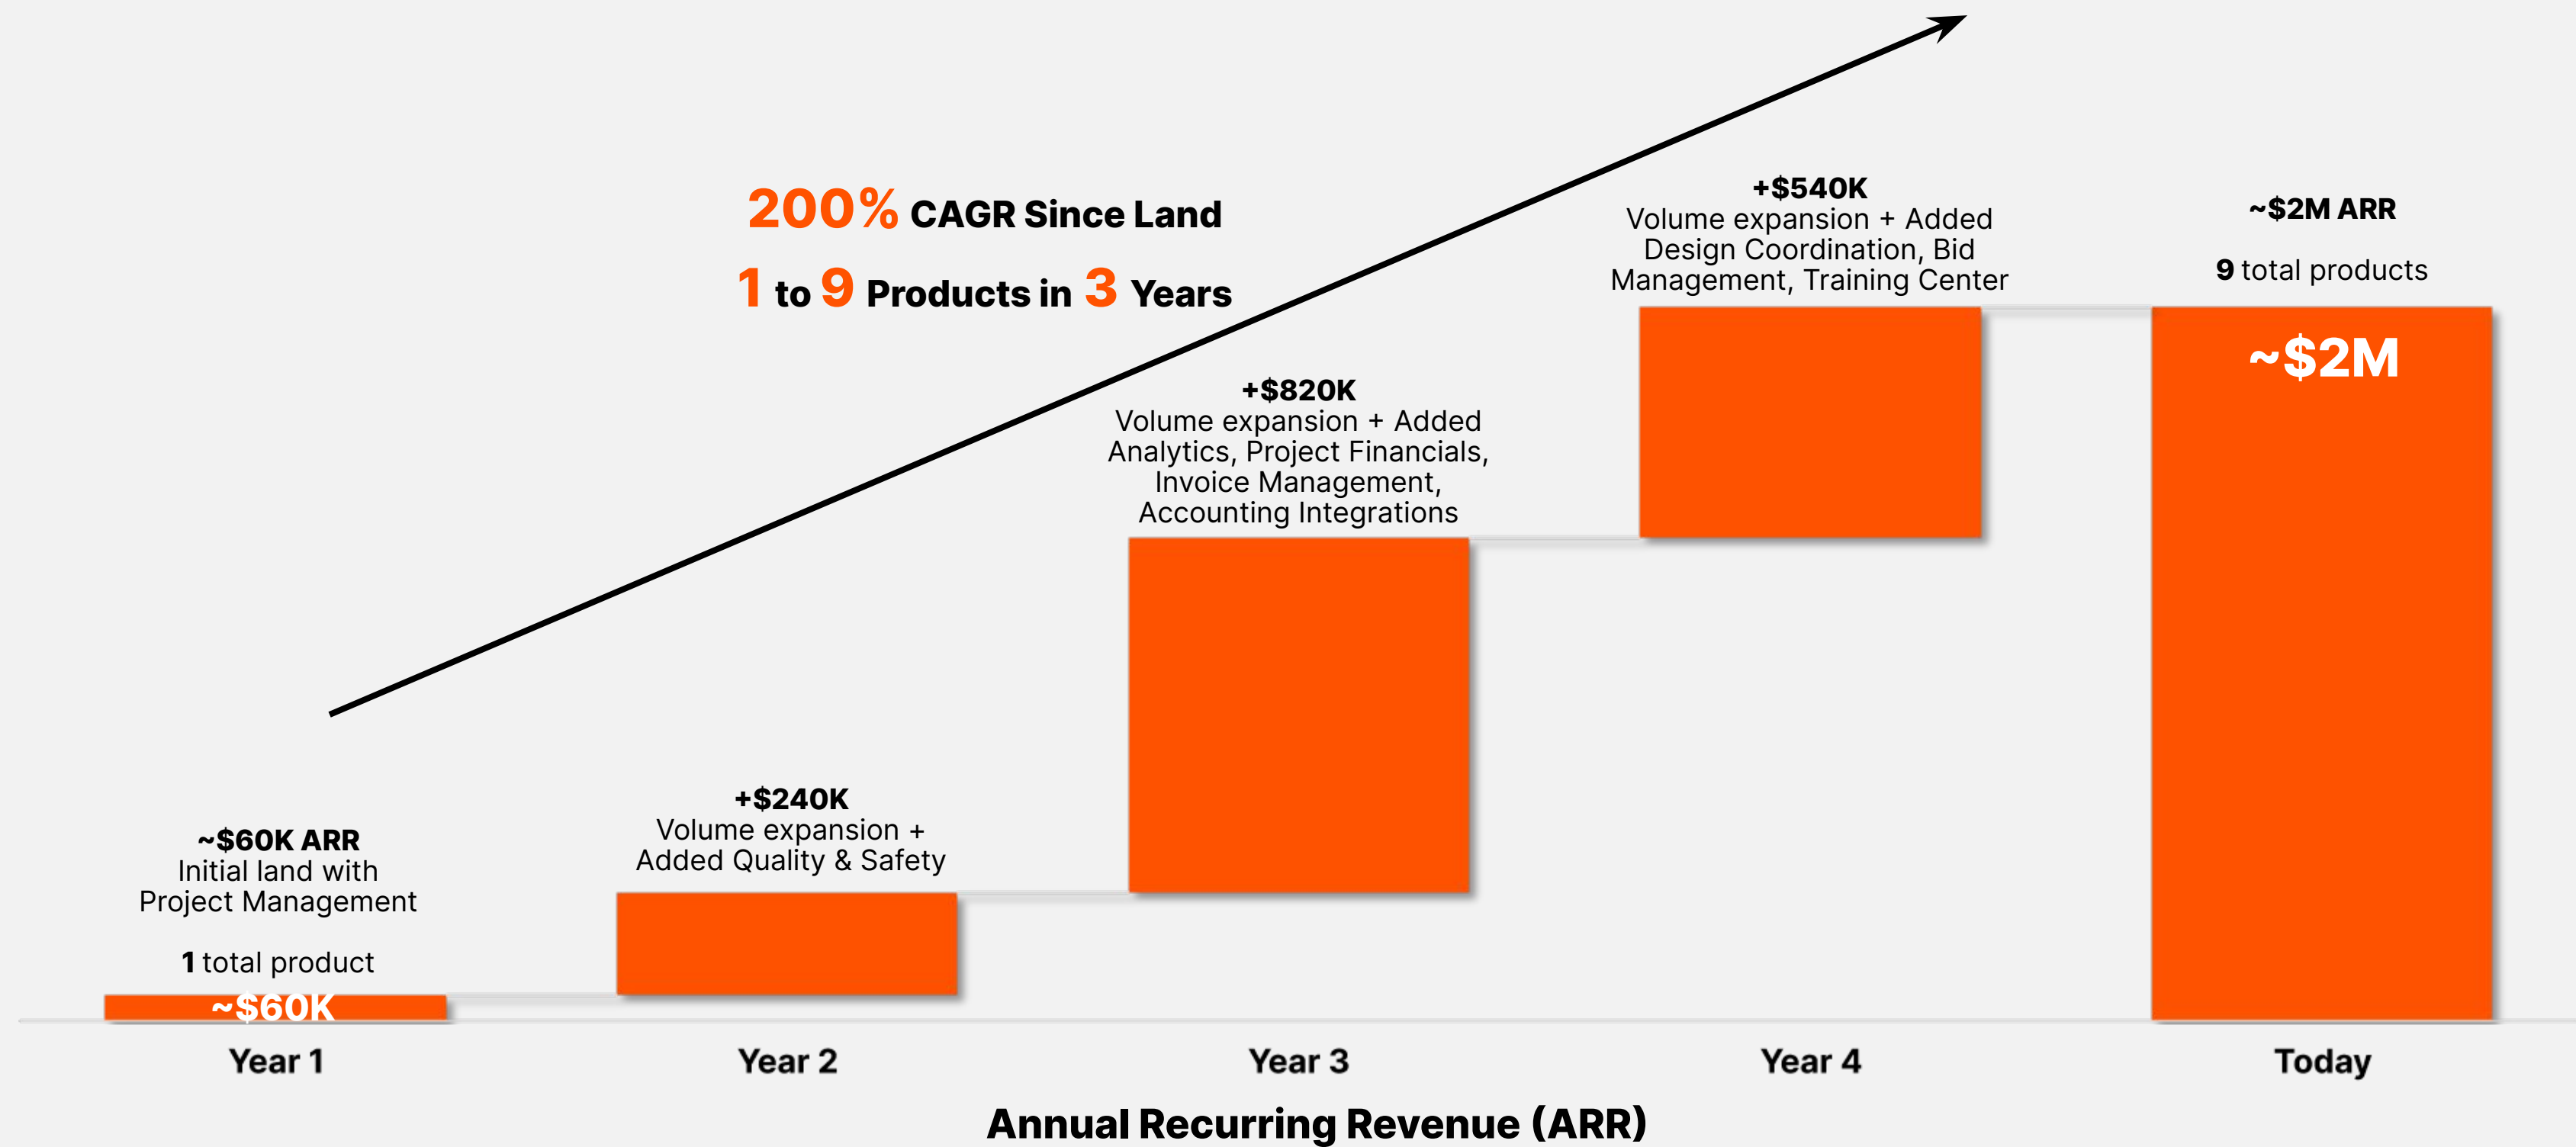 200% CAGR Since Land
1 to 9 Products in 3 Years
~$60K ARR
Initial land with
Project Management
1 total product
~$60K
+$240K
Volume expansion +
Added Quality & Safety
+$820K
Volume expansion + Added
Analytics, Project Financials,
Invoice Management,
Accounting Integrations
+$540K
Volume expansion + Added
Design Coordination, Bid
Management, Training Center
~$2M ARR
9 total products
~$2M
Year 1
Year 2
Year 3
Year 4
Today
Annual Recurring Revenue (ARR)